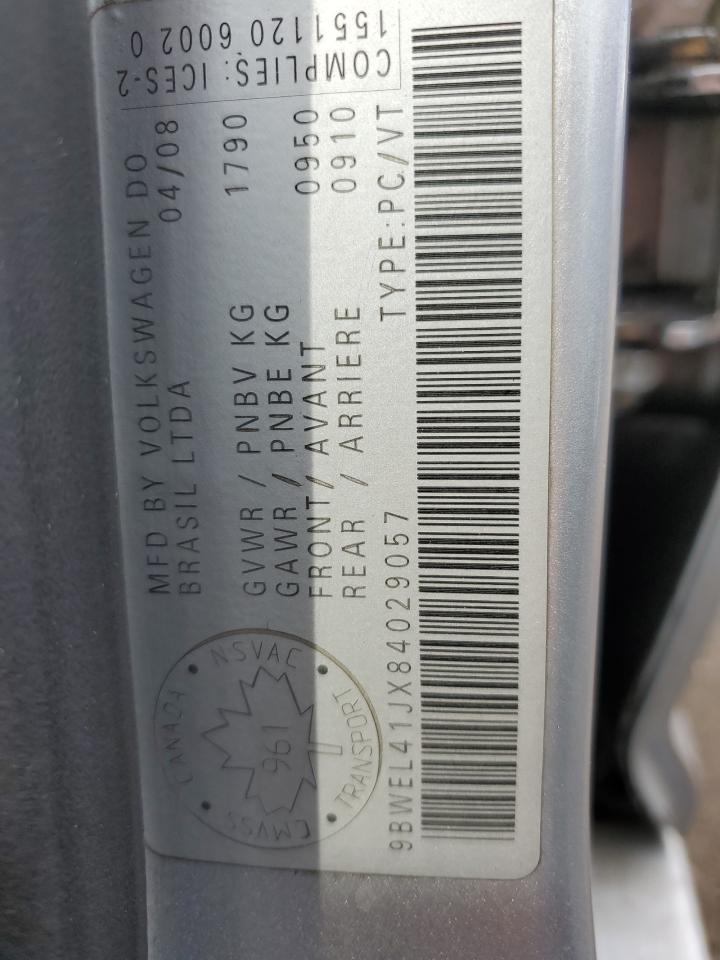 MFD BY VOLKSWAGEN DO
BRASIL LTDA 04/08
GVWR / PNBV KG 1790
GAWR / PNBE KG
FRONT / AVANT 0950
REAR / ARRIERE 0910
TYPE:PC/VT
9BWEL41JX84029057
COMPLIES: ICES-2
1551120 6002 0
CANADA
NSVAC
TRANSPORT
CMVSS
961